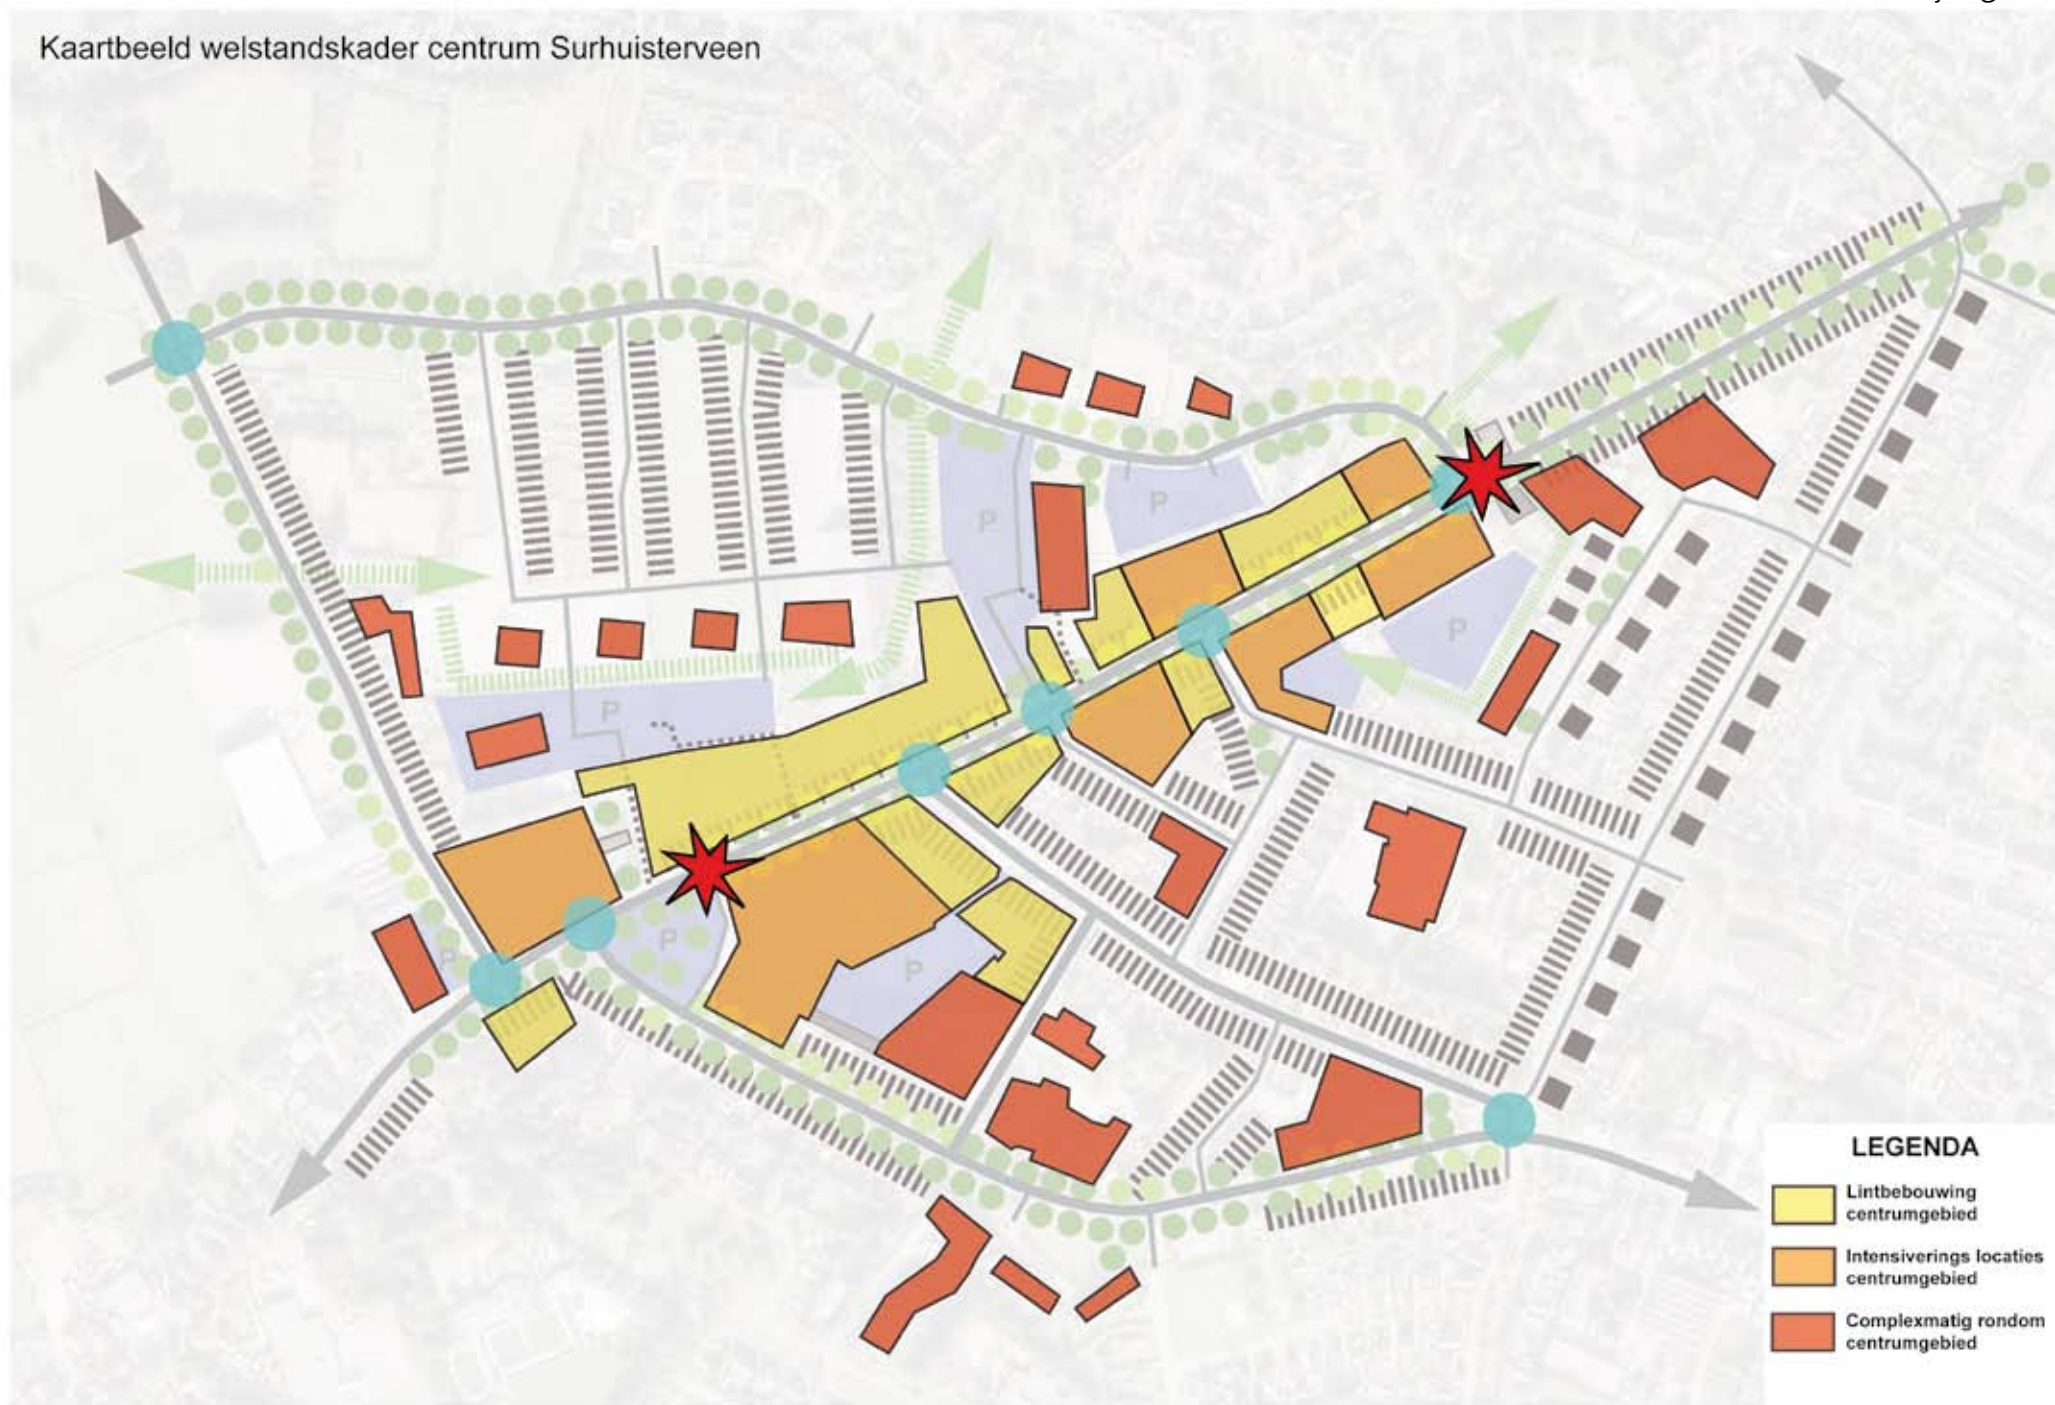 Kaartbeeld welstandskader centrum Surhuisterveen
P
P
P
P
P
P
P
LEGENDA
Lintbebouwing
centrumgebied
Intensiverings locaties
centrumgebied
Complexmatig rondom
centrumgebied